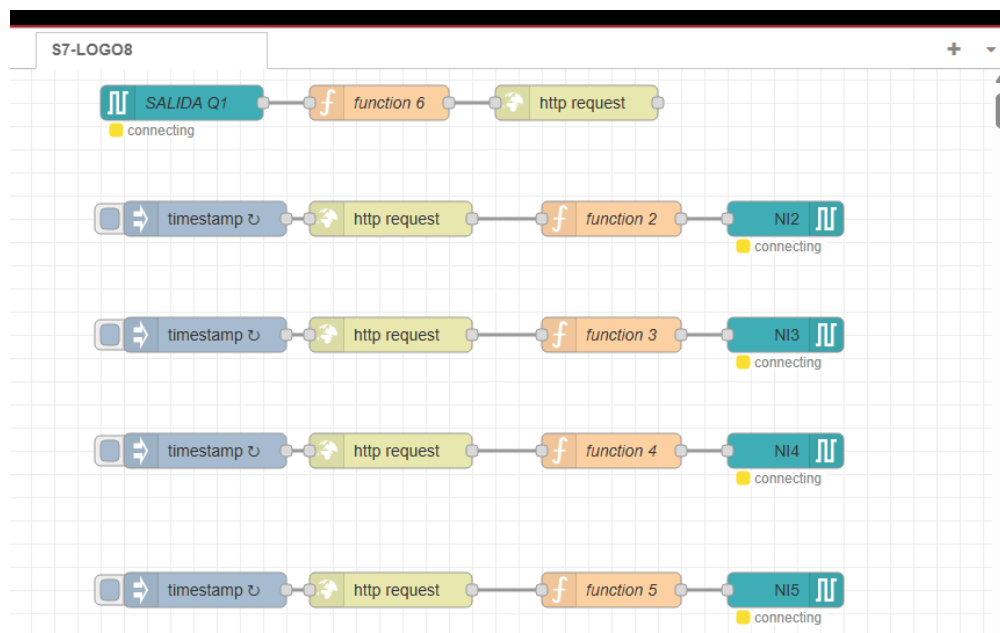 S7-LOGO8
SALIDA Q1 function 6 http request
connecting
timestamp ↻ http request function 2 NI2
connecting
timestamp ↻ http request function 3 NI3
connecting
timestamp ↻ http request function 4 NI4
connecting
timestamp ↻ http request function 5 NI5
connecting